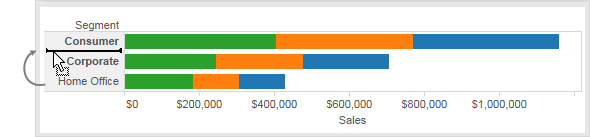 Segment
Consumer
Corporate
Home Office
$0 $200,000 $400,000 $600,000 $800,000 $1,000,000
Sales